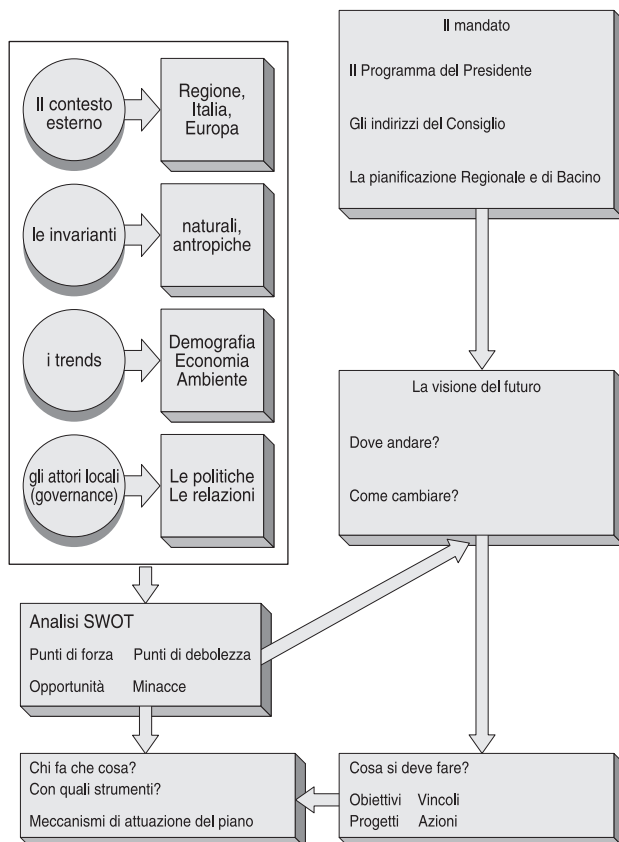 Il contesto
esterno
Regione,
Italia,
Europa
le invarianti
naturali,
antropiche
i trends
Demografia
Economia
Ambiente
gli attori locali
(governance)
Le politiche
Le relazioni
Analisi SWOT
Punti di forza Punti di debolezza
Opportunità Minacce
Chi fa che cosa?
Con quali strumenti?
Meccanismi di attuazione del piano
Il mandato
Il Programma del Presidente
Gli indirizzi del Consiglio
La pianificazione Regionale e di Bacino
La visione del futuro
Dove andare?
Come cambiare?
Cosa si deve fare?
Obiettivi Vincoli
Progetti Azioni